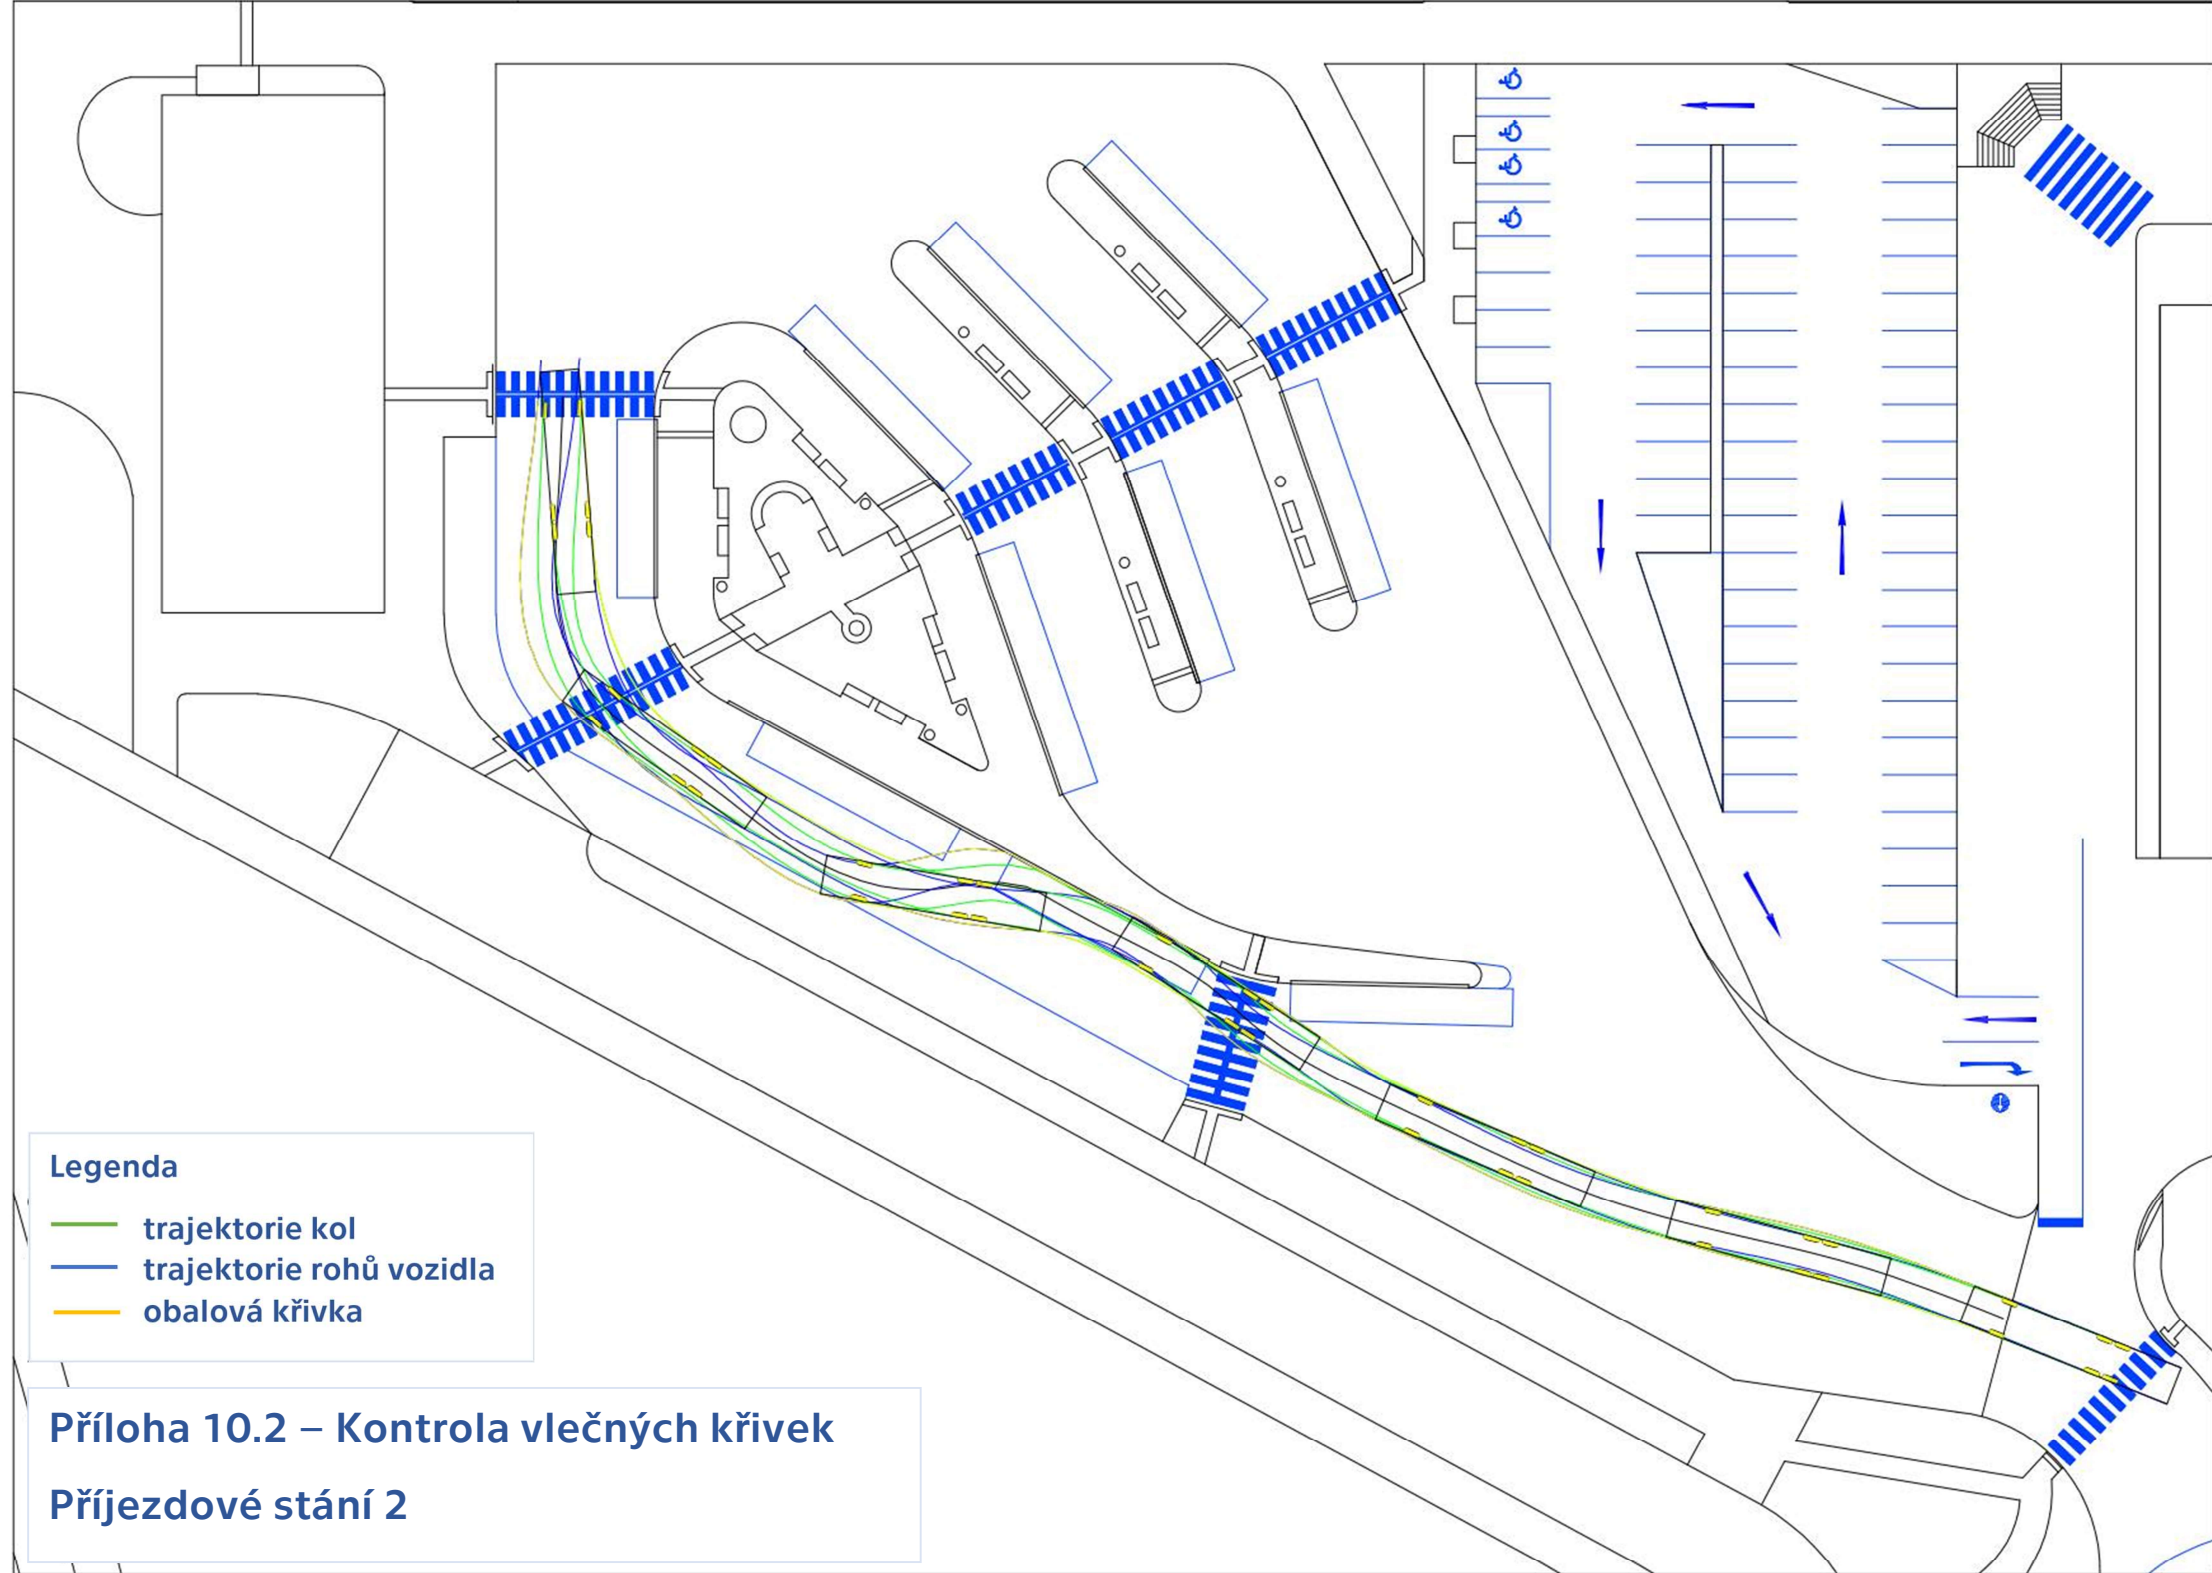 Legenda
trajektorie kol
trajektorie rohů vozidla
obalová křivka
Příloha 10.2 – Kontrola vlečných křivek
Příjezdové stání 2